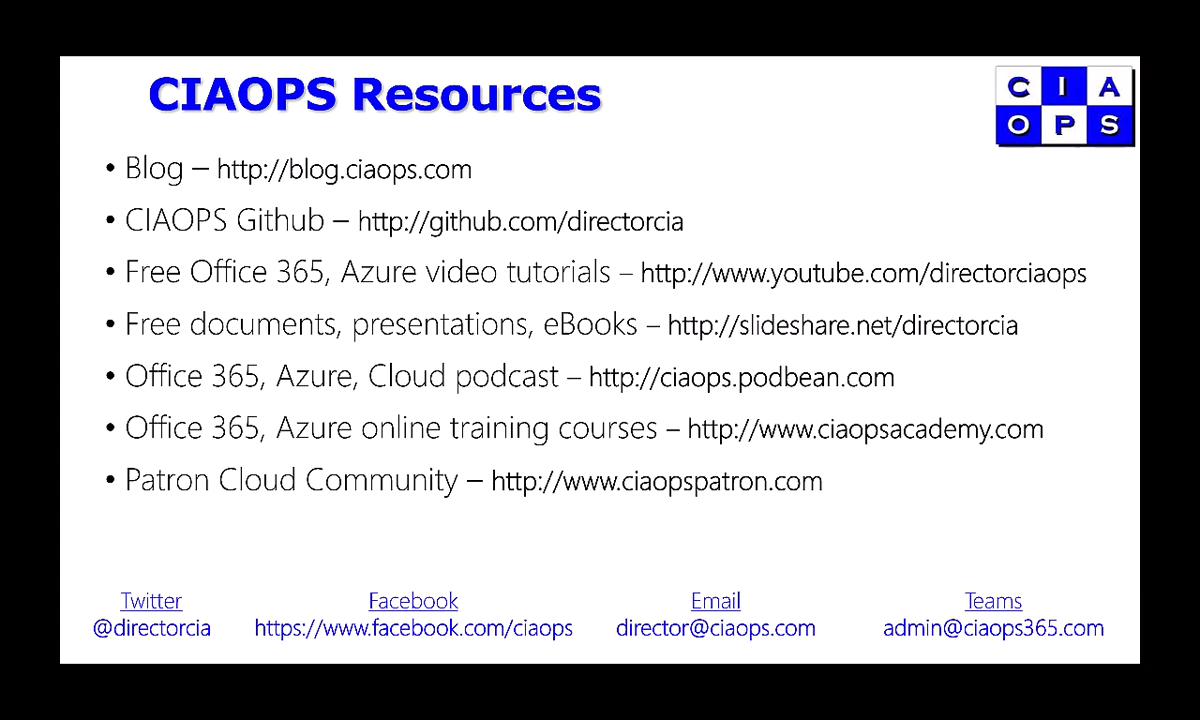 CIAOPS Resources
C I A
O P S
• Blog – http://blog.ciaops.com
• CIAOPS Github – http://github.com/directorcia
• Free Office 365, Azure video tutorials – http://www.youtube.com/directorciaops
• Free documents, presentations, eBooks – http://slideshare.net/directorcia
• Office 365, Azure, Cloud podcast – http://ciaops.podbean.com
• Office 365, Azure online training courses – http://www.ciaopsacademy.com
• Patron Cloud Community – http://www.ciaopspatron.com
Twitter Facebook Email Teams
@directorcia https://www.facebook.com/ciaops director@ciaops.com admin@ciaops365.com